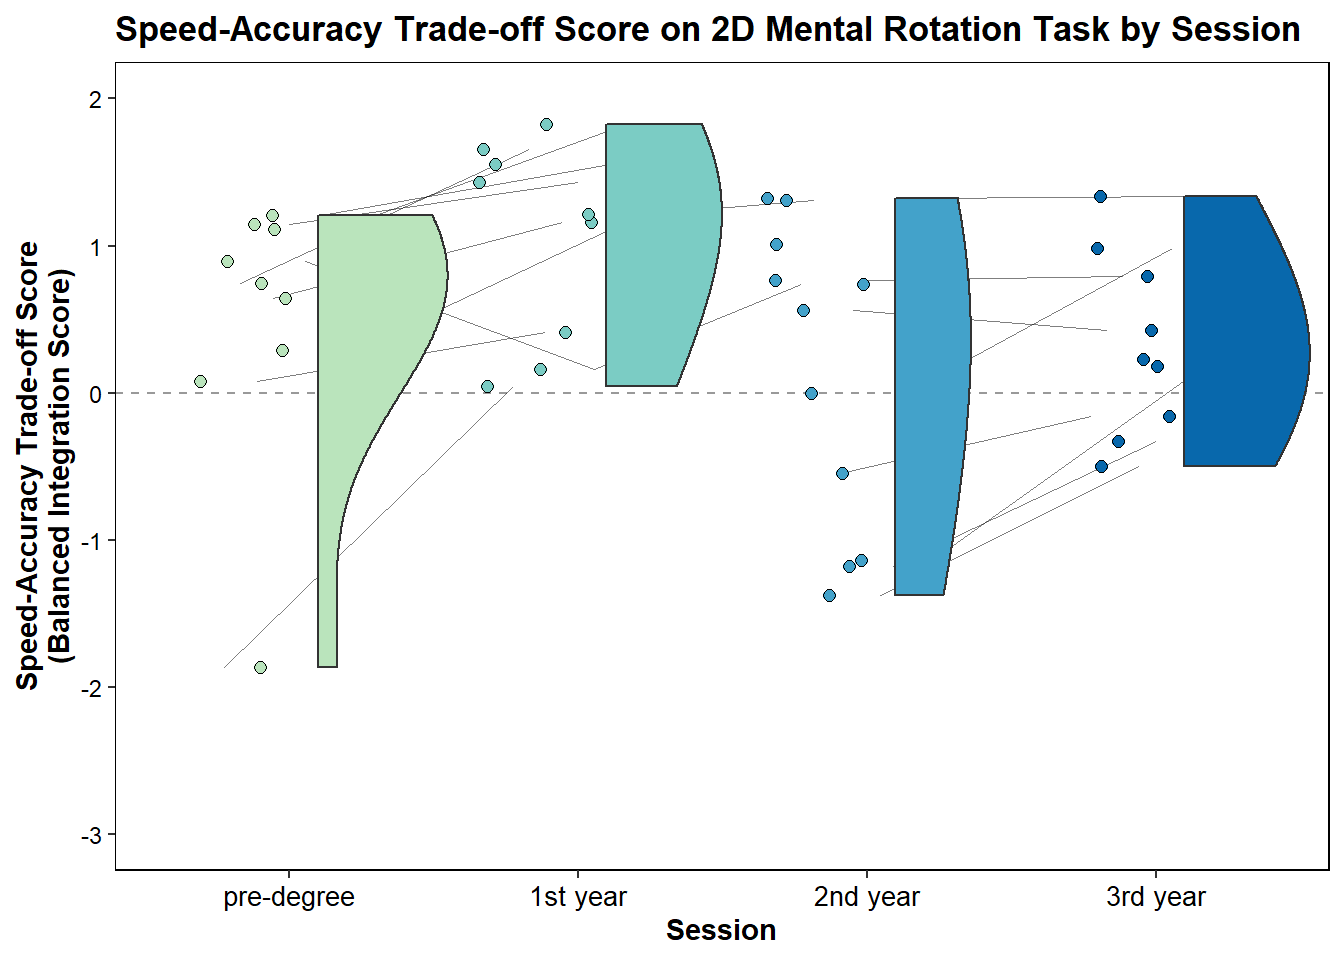 Speed-Accuracy Trade-off Score on 2D Mental Rotation Task by Session
Speed-Accuracy Trade-off Score
(Balanced Integration Score)
2
1
0
-1
-2
-3
pre-degree
1st year
2nd year
3rd year
Session